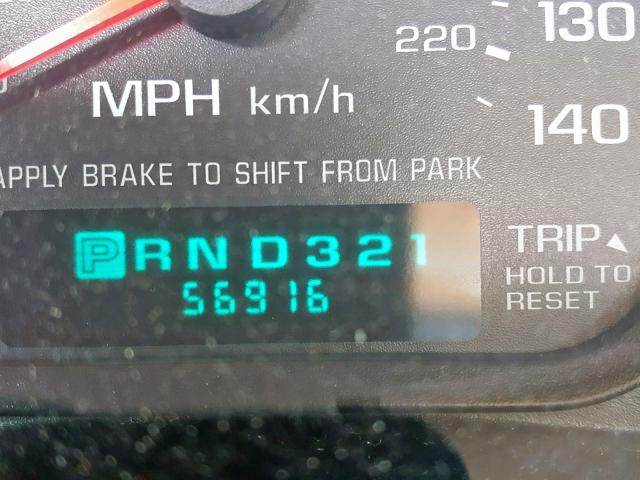 130
220
MPH km/h
140
APPLY BRAKE TO SHIFT FROM PARK
PRND321
TRIP
56916
HOLD TO
RESET